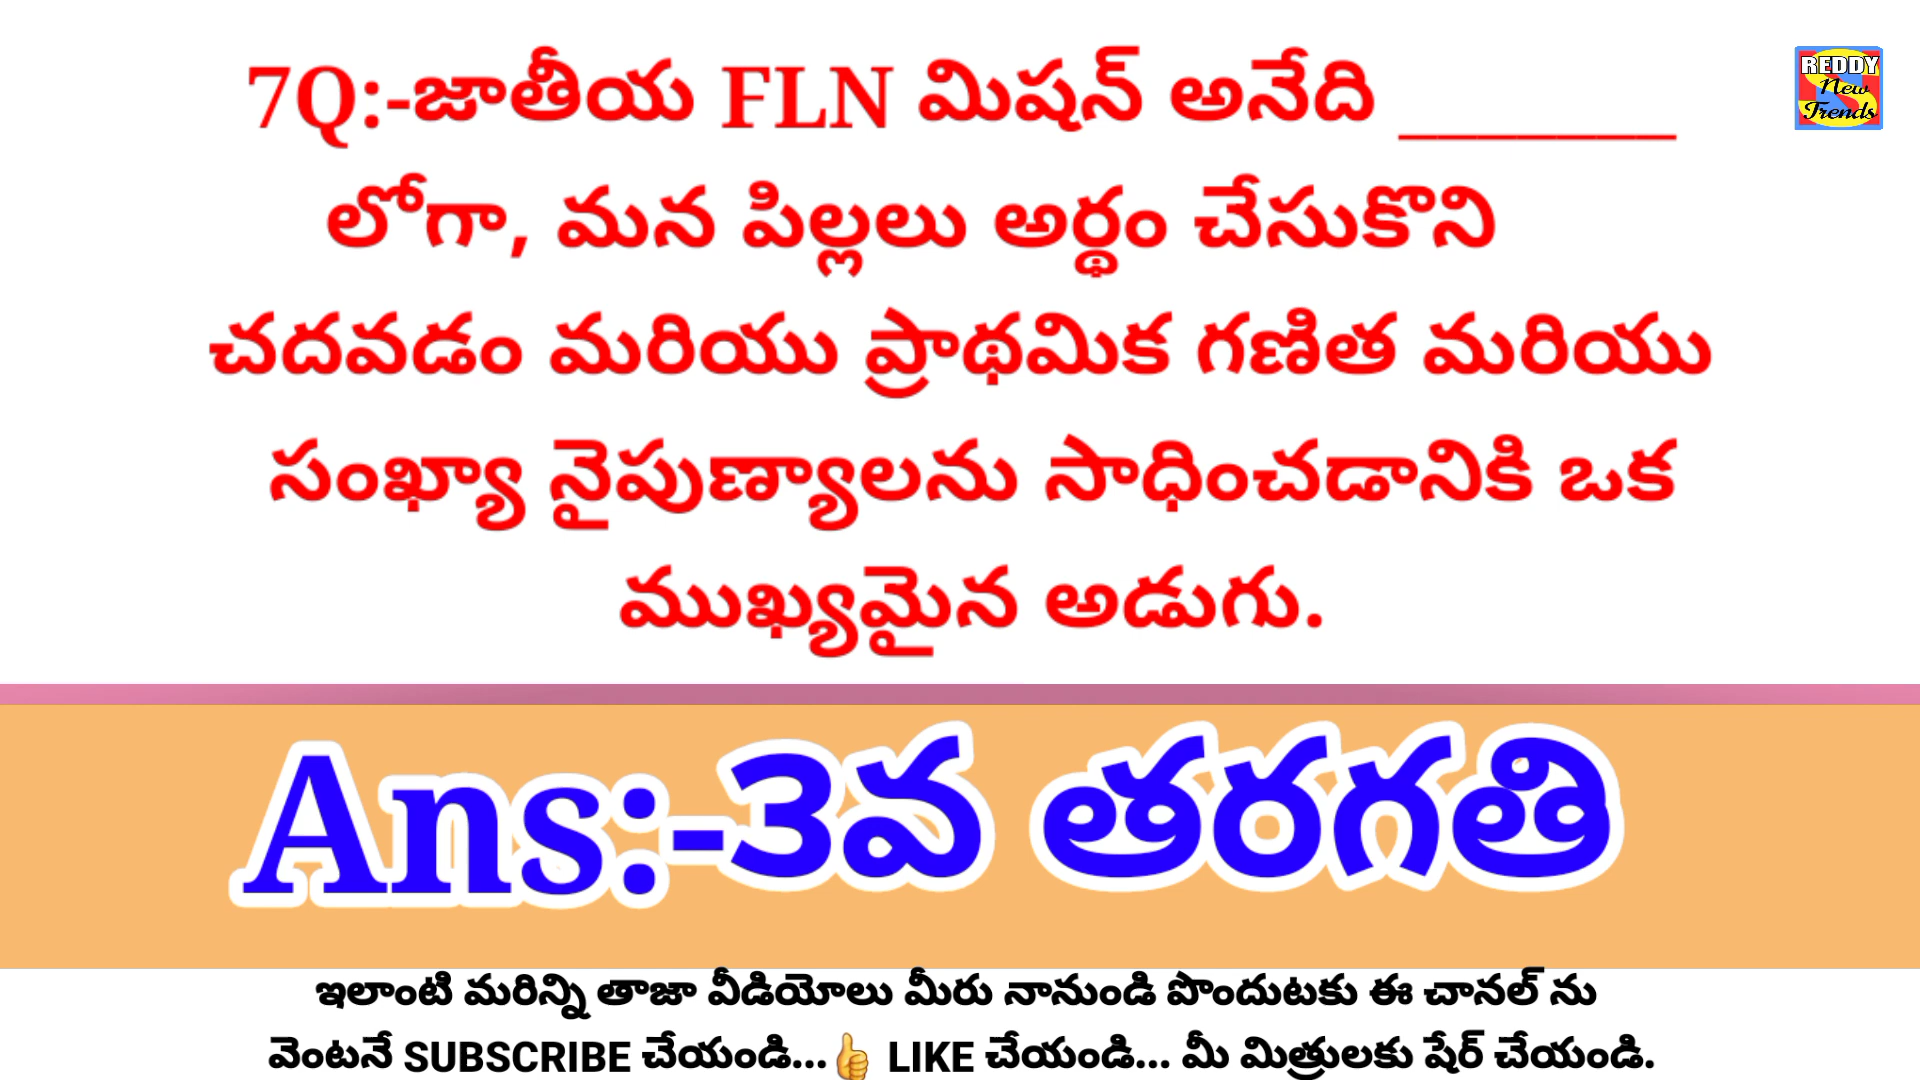 7Q:-జాతీయ FLN మిషన్ అనేది _______
లోగా, మన పిల్లలు అర్థం చేసుకొని
చదవడం మరియు ప్రాథమిక గణిత మరియు
సంఖ్యా నైపుణ్యాలను సాధించడానికి ఒక
ముఖ్యమైన అడుగు.
REDDY
New
Trends
Ans:-3వ తరగతి
ఇలాంటి మరిన్ని తాజా వీడియోలు మీరు నానుండి పొందుటకు ఈ చానల్ ను
వెంటనే SUBSCRIBE చేయండి...👍 LIKE చేయండి... మీ మిత్రులకు షేర్ చేయండి.